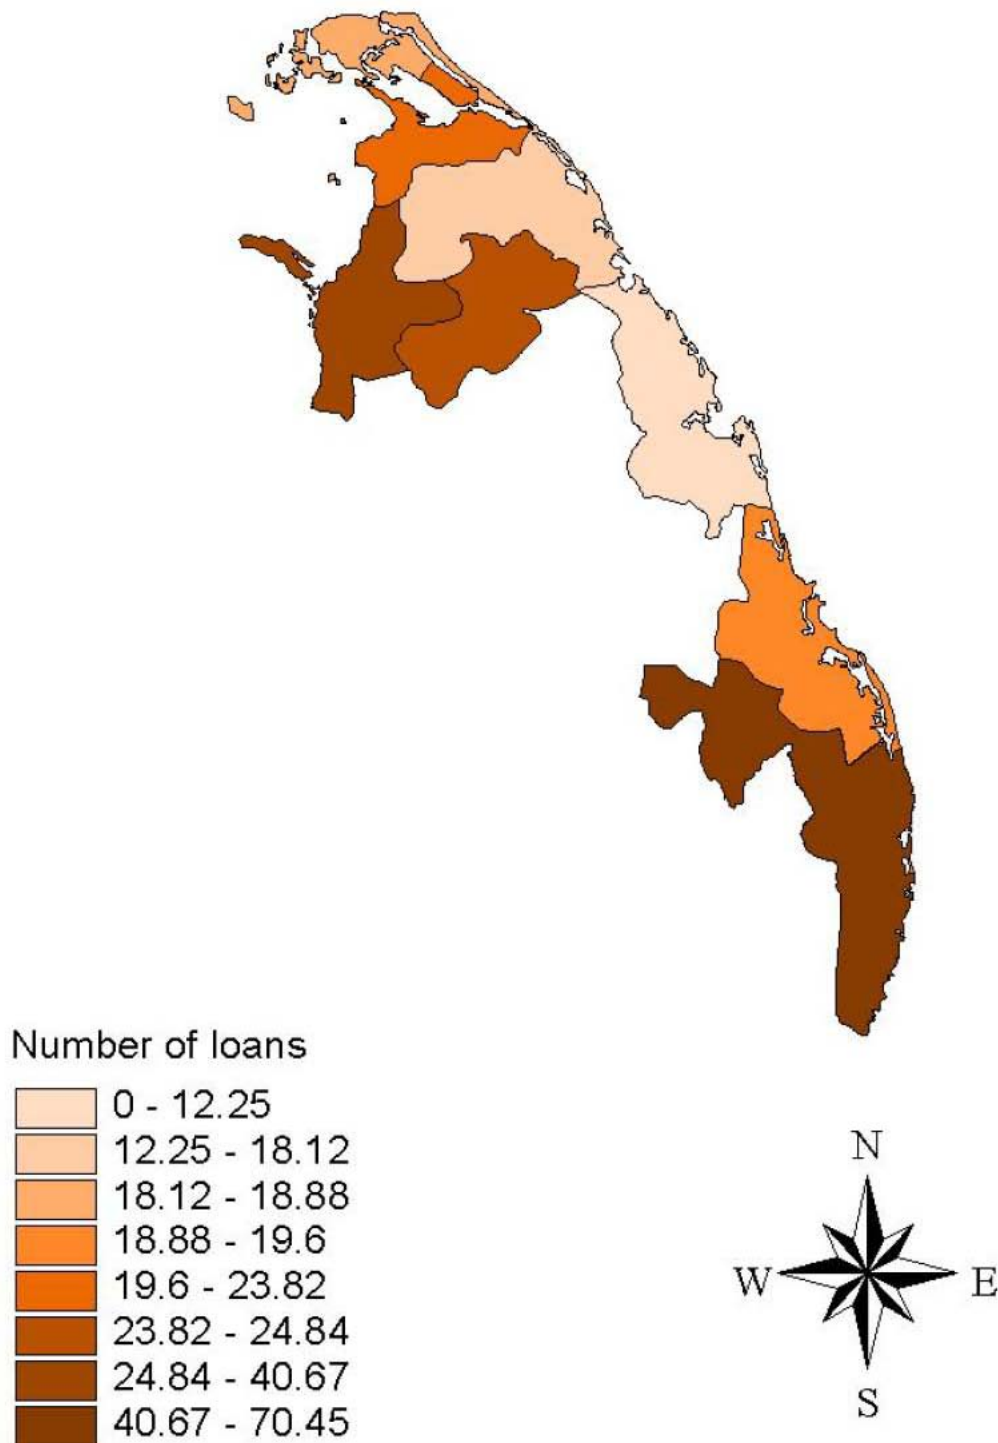 Number of loans
0 - 12.25
12.25 - 18.12
18.12 - 18.88
18.88 - 19.6
19.6 - 23.82
23.82 - 24.84
24.84 - 40.67
40.67 - 70.45
N
W E
S